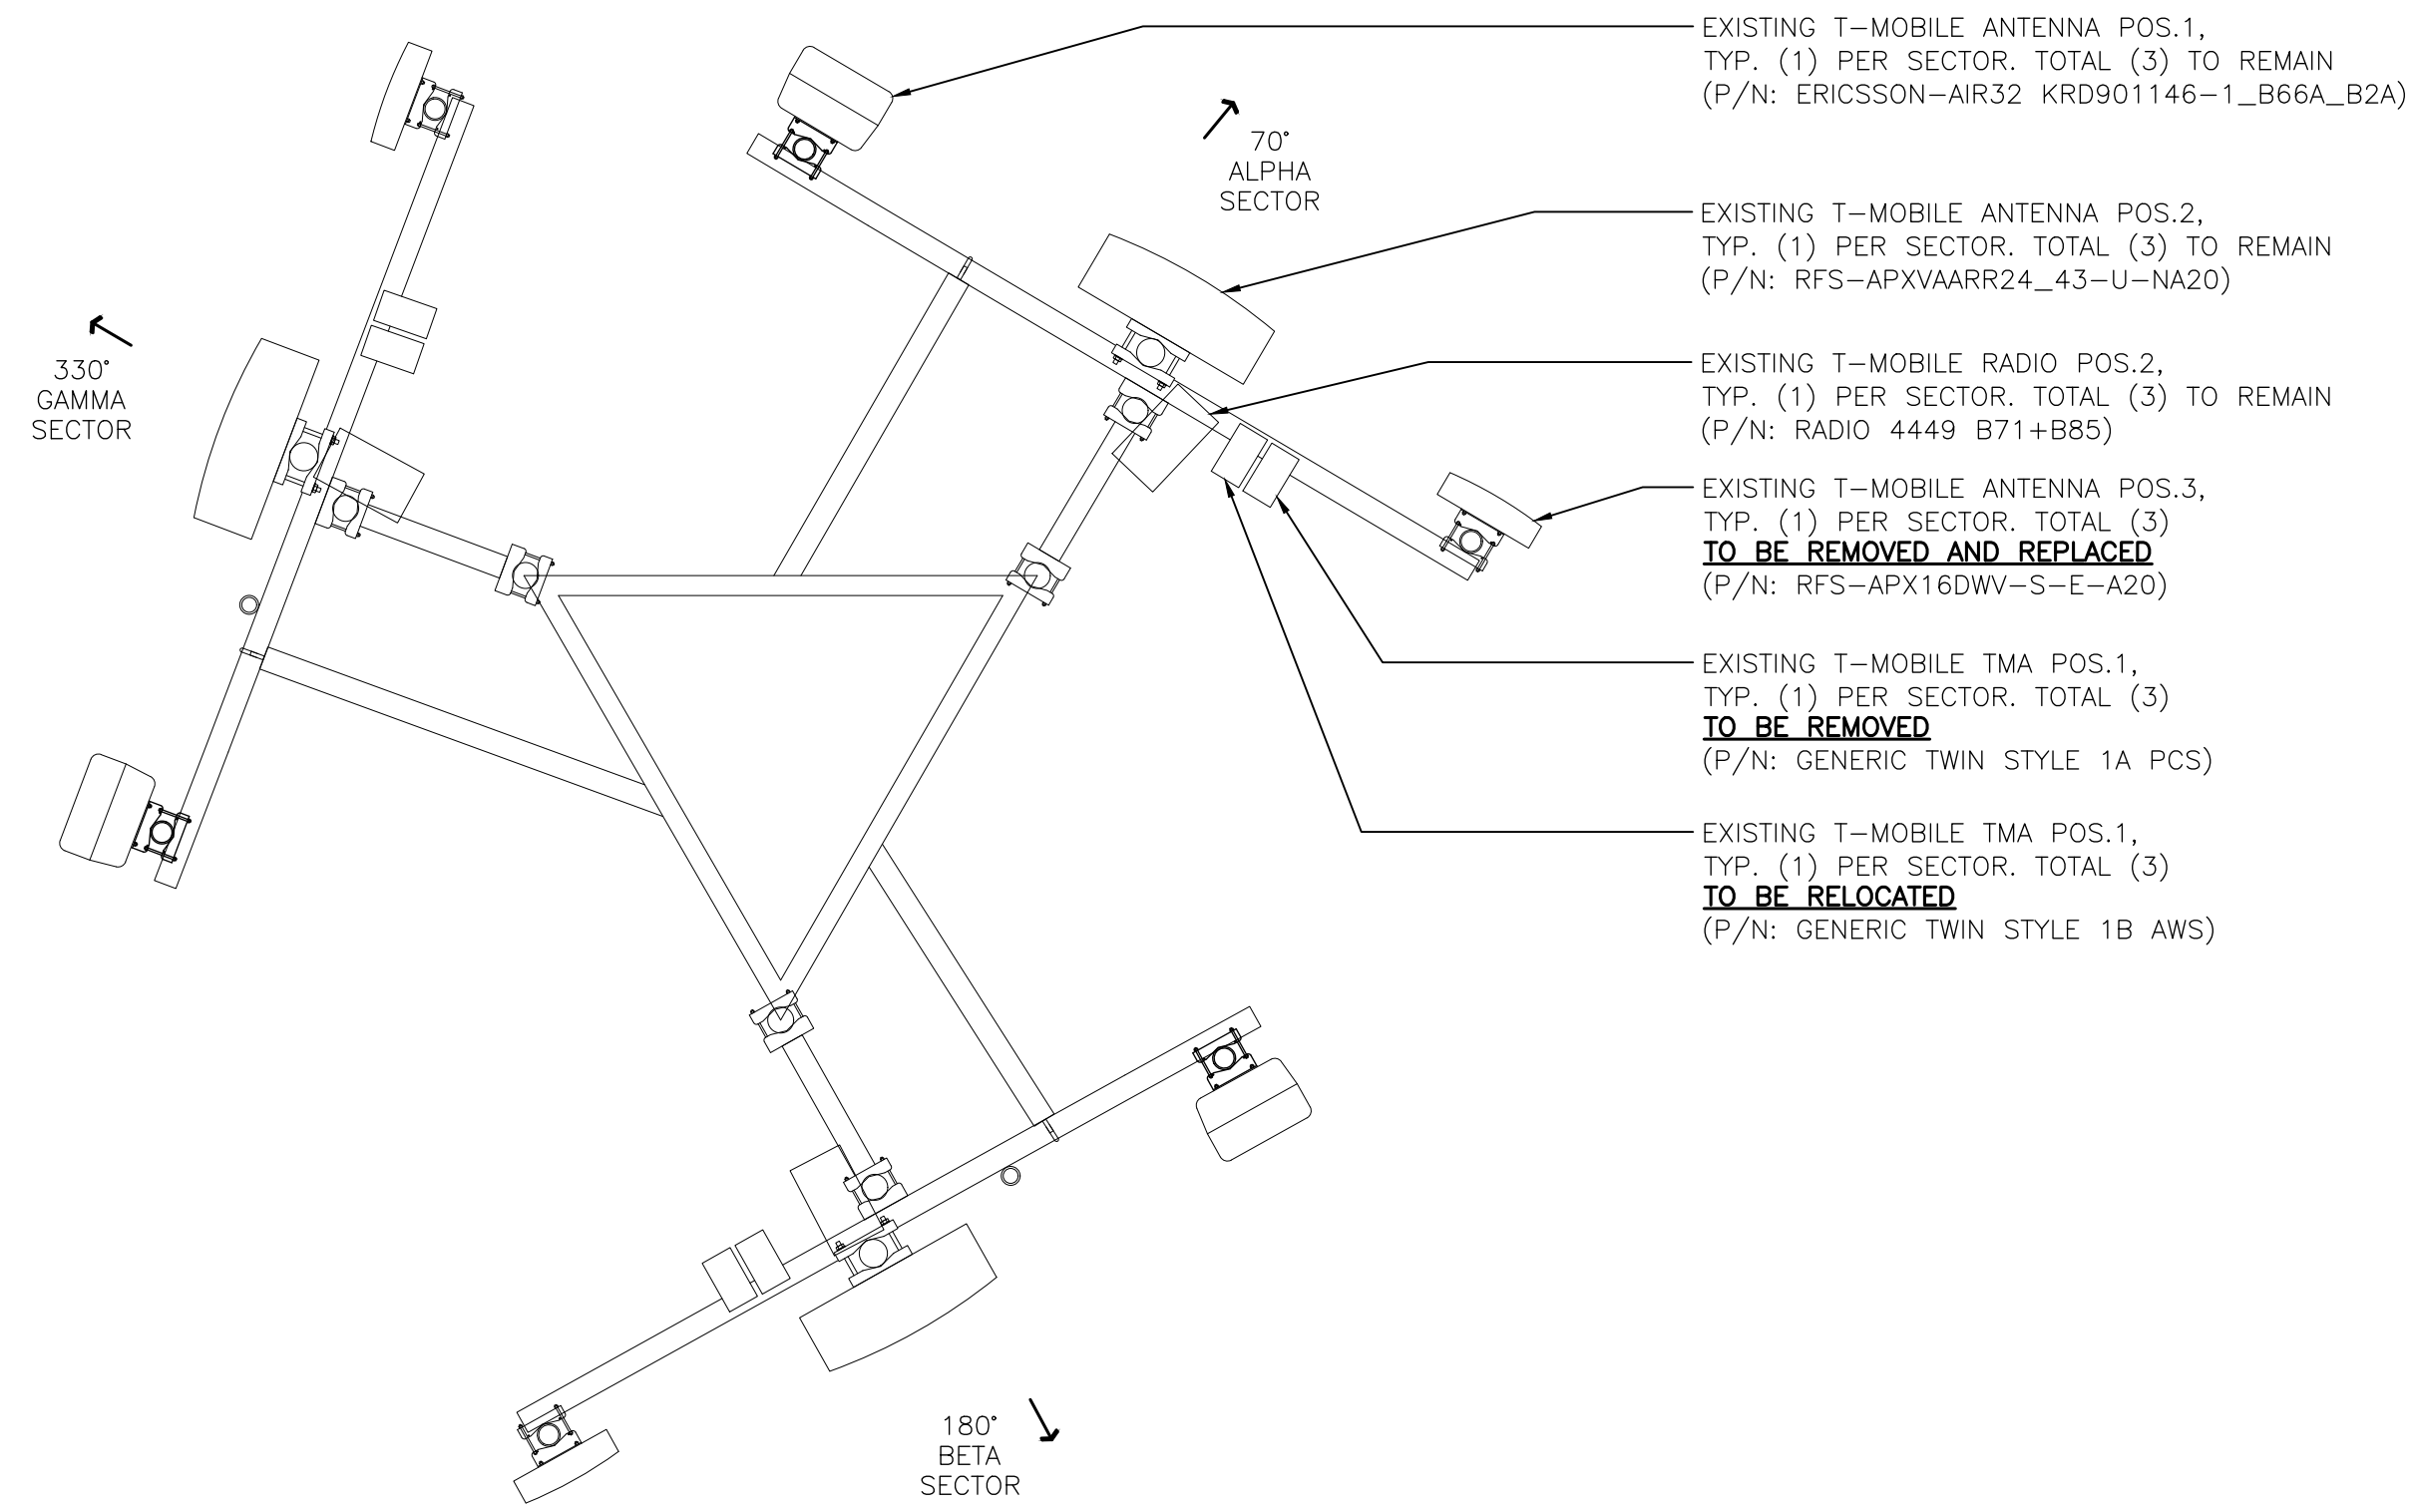 EXISTING T-MOBILE ANTENNA POS.1,
TYP. (1) PER SECTOR. TOTAL (3) TO REMAIN
(P/N: ERICSSON-AIR32 KRD901146-1_B66A_B2A)
70°
ALPHA
SECTOR
EXISTING T-MOBILE ANTENNA POS.2,
TYP. (1) PER SECTOR. TOTAL (3) TO REMAIN
(P/N: RFS-APXVAARR24_43-U-NA20)
330°
GAMMA
SECTOR
EXISTING T-MOBILE RADIO POS.2,
TYP. (1) PER SECTOR. TOTAL (3) TO REMAIN
(P/N: RADIO 4449 B71+B85)
EXISTING T-MOBILE ANTENNA POS.3,
TYP. (1) PER SECTOR. TOTAL (3)
TO BE REMOVED AND REPLACED
(P/N: RFS-APX16DWV-S-E-A20)
EXISTING T-MOBILE TMA POS.1,
TYP. (1) PER SECTOR. TOTAL (3)
TO BE REMOVED
(P/N: GENERIC TWIN STYLE 1A PCS)
EXISTING T-MOBILE TMA POS.1,
TYP. (1) PER SECTOR. TOTAL (3)
TO BE RELOCATED
(P/N: GENERIC TWIN STYLE 1B AWS)
180°
BETA
SECTOR